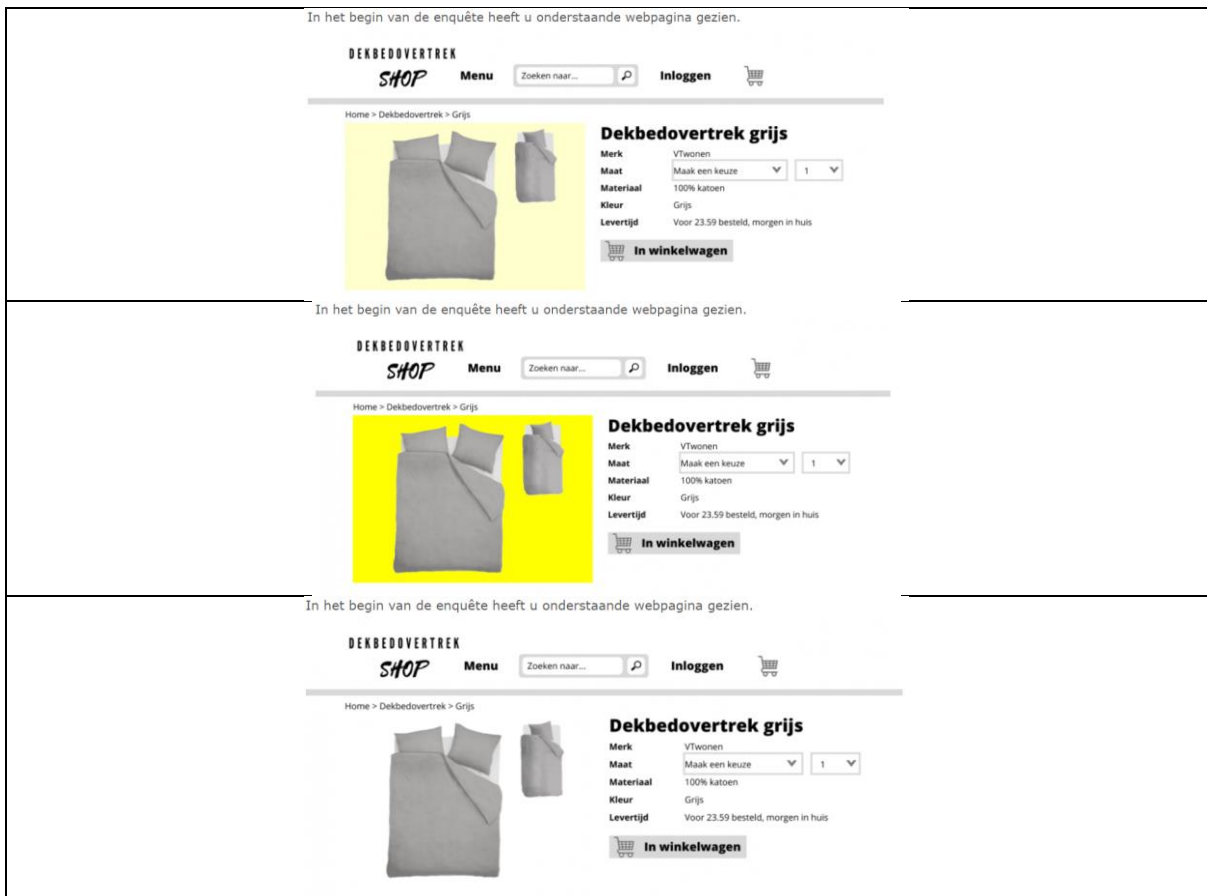 In het begin van de enquête heeft u onderstaande webpagina gezien.
DEKBEDOVERTREK
SHOP Menu Zoeken naar... Inloggen
Home > Dekbedovertrek > Grijs
Dekbedovertrek grijs
Merk VTwonen
Maat Maak een keuze 1
Materiaal 100% katoen
Kleur Grijs
Levertijd Voor 23.59 besteld, morgen in huis
In winkelwagen
In het begin van de enquête heeft u onderstaande webpagina gezien.
DEKBEDOVERTREK
SHOP Menu Zoeken naar... Inloggen
Home > Dekbedovertrek > Grijs
Dekbedovertrek grijs
Merk VTwonen
Maat Maak een keuze 1
Materiaal 100% katoen
Kleur Grijs
Levertijd Voor 23.59 besteld, morgen in huis
In winkelwagen
In het begin van de enquête heeft u onderstaande webpagina gezien.
DEKBEDOVERTREK
SHOP Menu Zoeken naar... Inloggen
Home > Dekbedovertrek > Grijs
Dekbedovertrek grijs
Merk VTwonen
Maat Maak een keuze 1
Materiaal 100% katoen
Kleur Grijs
Levertijd Voor 23.59 besteld, morgen in huis
In winkelwagen